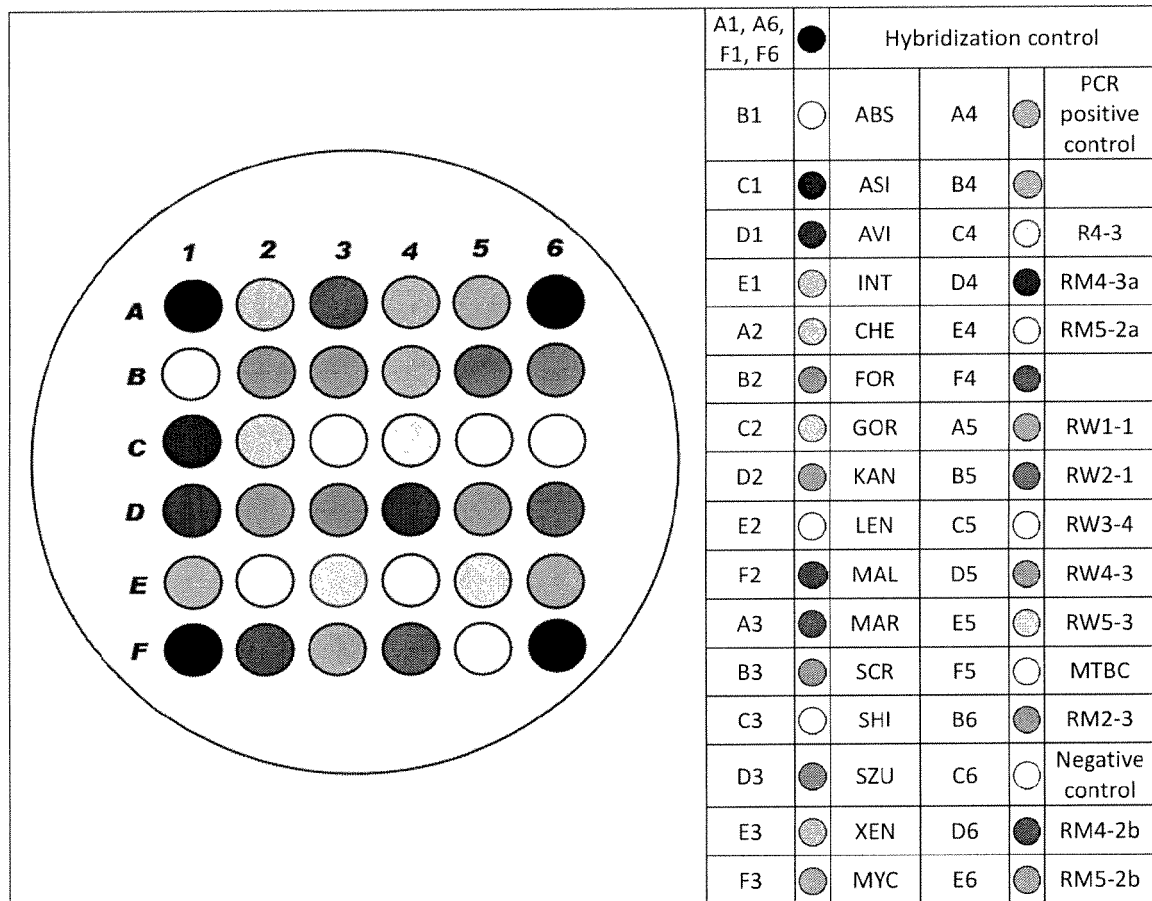 1 2 3 4 5 6
A
B
C
D
E
F
A1, A6,
F1, F6
Hybridization control
B1 ABS A4 PCR
positive
control
C1 ASI B4
D1 AVI C4 R4-3
E1 INT D4 RM4-3a
A2 CHE E4 RM5-2a
B2 FOR F4
C2 GOR A5 RW1-1
D2 KAN B5 RW2-1
E2 LEN C5 RW3-4
F2 MAL D5 RW4-3
A3 MAR E5 RW5-3
B3 SCR F5 MTBC
C3 SHI B6 RM2-3
D3 SZU C6 Negative
control
E3 XEN D6 RM4-2b
F3 MYC E6 RM5-2b